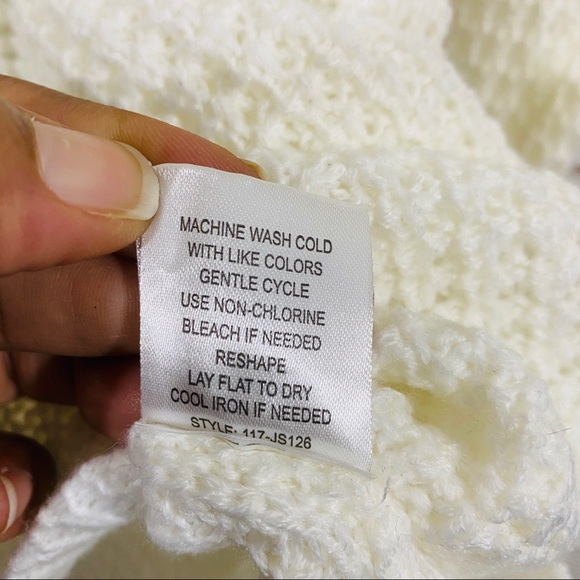 MACHINE WASH COLD
WITH LIKE COLORS
GENTLE CYCLE
USE NON-CHLORINE
BLEACH IF NEEDED
RESHAPE
LAY FLAT TO DRY
COOL IRON IF NEEDED
STYLE: 117-JS126